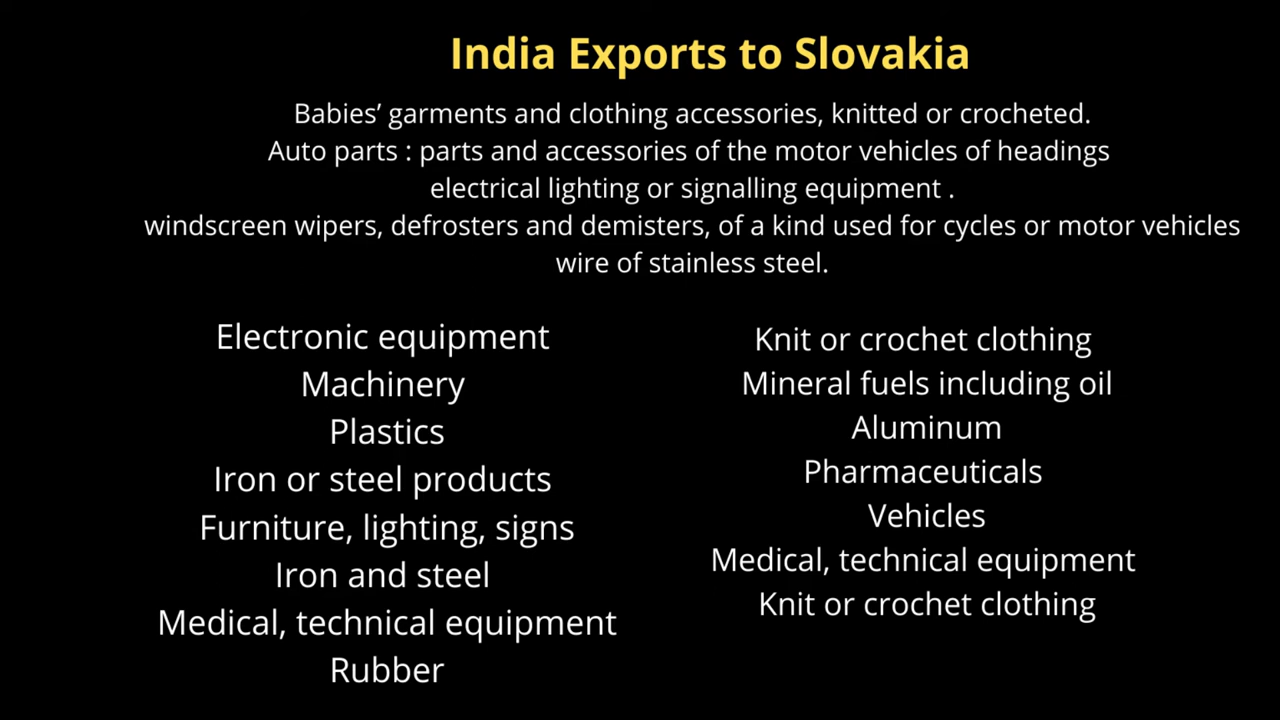 India Exports to Slovakia
Babies’ garments and clothing accessories, knitted or crocheted.
Auto parts : parts and accessories of the motor vehicles of headings
electrical lighting or signalling equipment .
windscreen wipers, defrosters and demisters, of a kind used for cycles or motor vehicles
wire of stainless steel.
Electronic equipment
Machinery
Plastics
Iron or steel products
Furniture, lighting, signs
Iron and steel
Medical, technical equipment
Rubber
Knit or crochet clothing
Mineral fuels including oil
Aluminum
Pharmaceuticals
Vehicles
Medical, technical equipment
Knit or crochet clothing